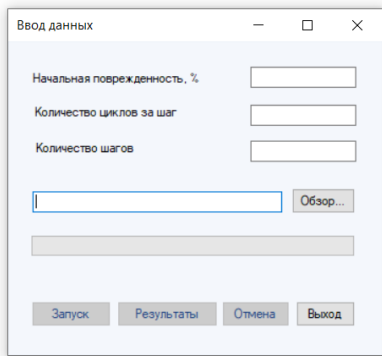 Ввод данных
Начальная поврежденность, %
Количество циклов за шаг
Количество шагов
Обзор...
Запуск Результаты Отмена Выход